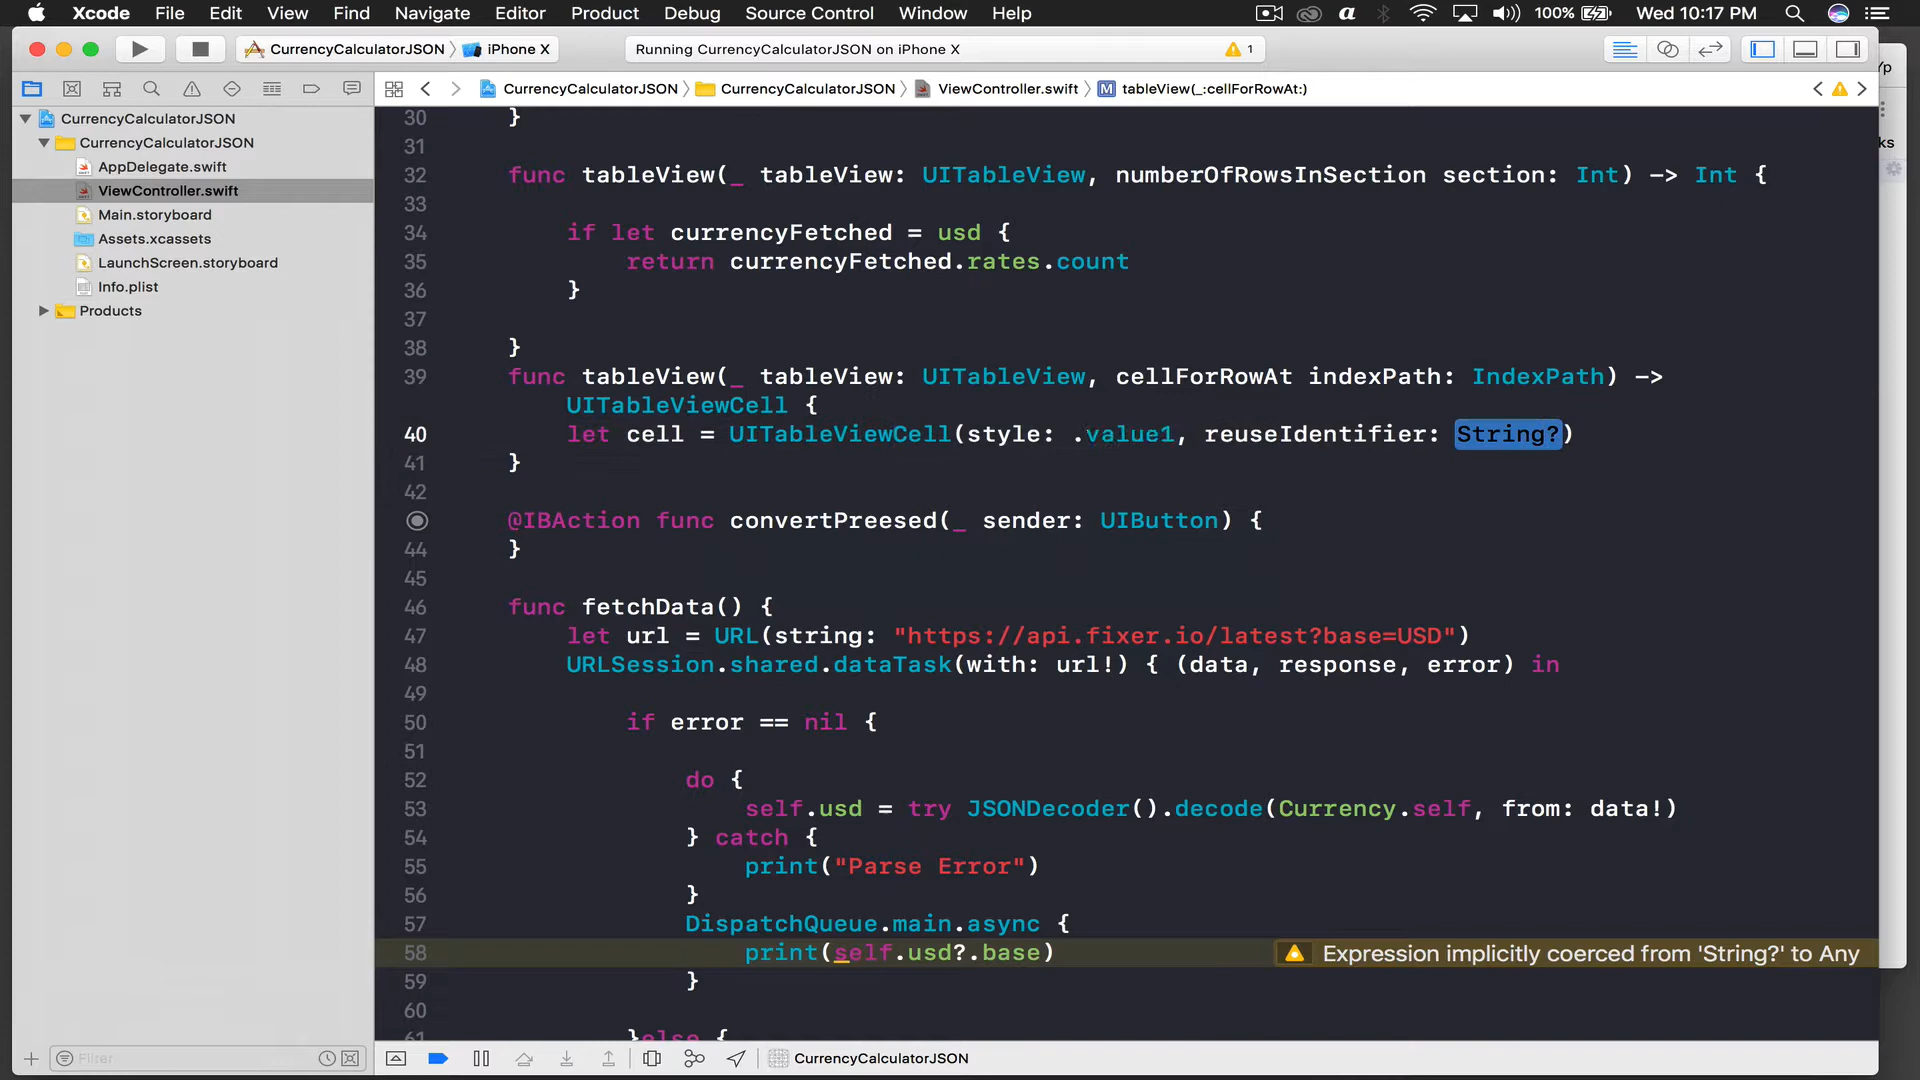 Xcode File Edit View Find Navigate Editor Product Debug Source Control Window Help 100% Wed 10:17 PM
CurrencyCalculatorJSON iPhone X Running CurrencyCalculatorJSON on iPhone X 1
CurrencyCalculatorJSON CurrencyCalculatorJSON ViewController.swift M tableView(_:cellForRowAt:)
CurrencyCalculatorJSON
CurrencyCalculatorJSON
AppDelegate.swift
ViewController.swift
Main.storyboard
Assets.xcassets
LaunchScreen.storyboard
Info.plist
Products
30 }
31
32 func tableView(_ tableView: UITableView, numberOfRowsInSection section: Int) -> Int {
33
34 if let currencyFetched = usd {
35 return currencyFetched.rates.count
36 }
37
38 }
39 func tableView(_ tableView: UITableView, cellForRowAt indexPath: IndexPath) ->
UITableViewCell {
40 let cell = UITableViewCell(style: .value1, reuseIdentifier: String?)
41 }
42
@IBAction func convertPreesed(_ sender: UIButton) {
44 }
45
46 func fetchData() {
47 let url = URL(string: "https://api.fixer.io/latest?base=USD")
48 URLSession.shared.dataTask(with: url!) { (data, response, error) in
49
50 if error == nil {
51
52 do {
53 self.usd = try JSONDecoder().decode(Currency.self, from: data!)
54 } catch {
55 print("Parse Error")
56 }
57 DispatchQueue.main.async {
58 print(self.usd?.base) Expression implicitly coerced from 'String?' to Any
59 }
60
61 }else {
Filter CurrencyCalculatorJSON